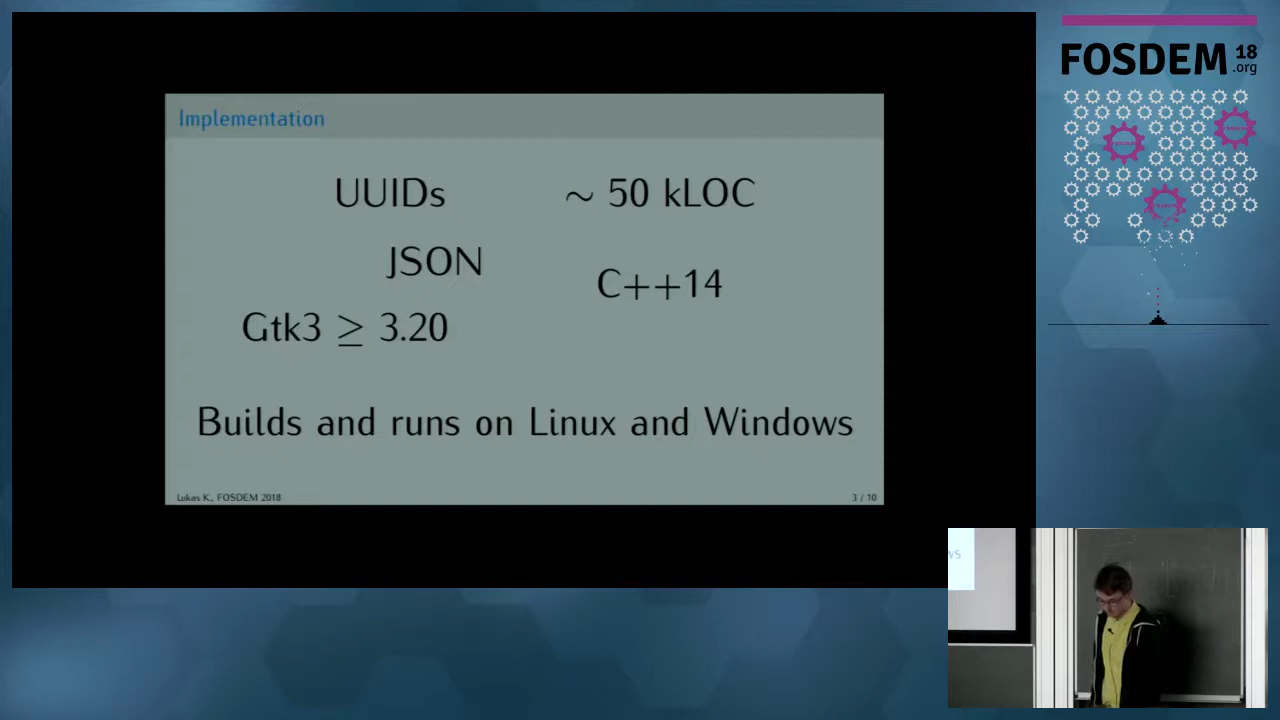 Implementation
UUIDs
~ 50 kLOC
JSON
C++14
Gtk3 ≥ 3.20
Builds and runs on Linux and Windows
Lukas K., FOSDEM 2018
3 / 10
FOSDEM 18
.org